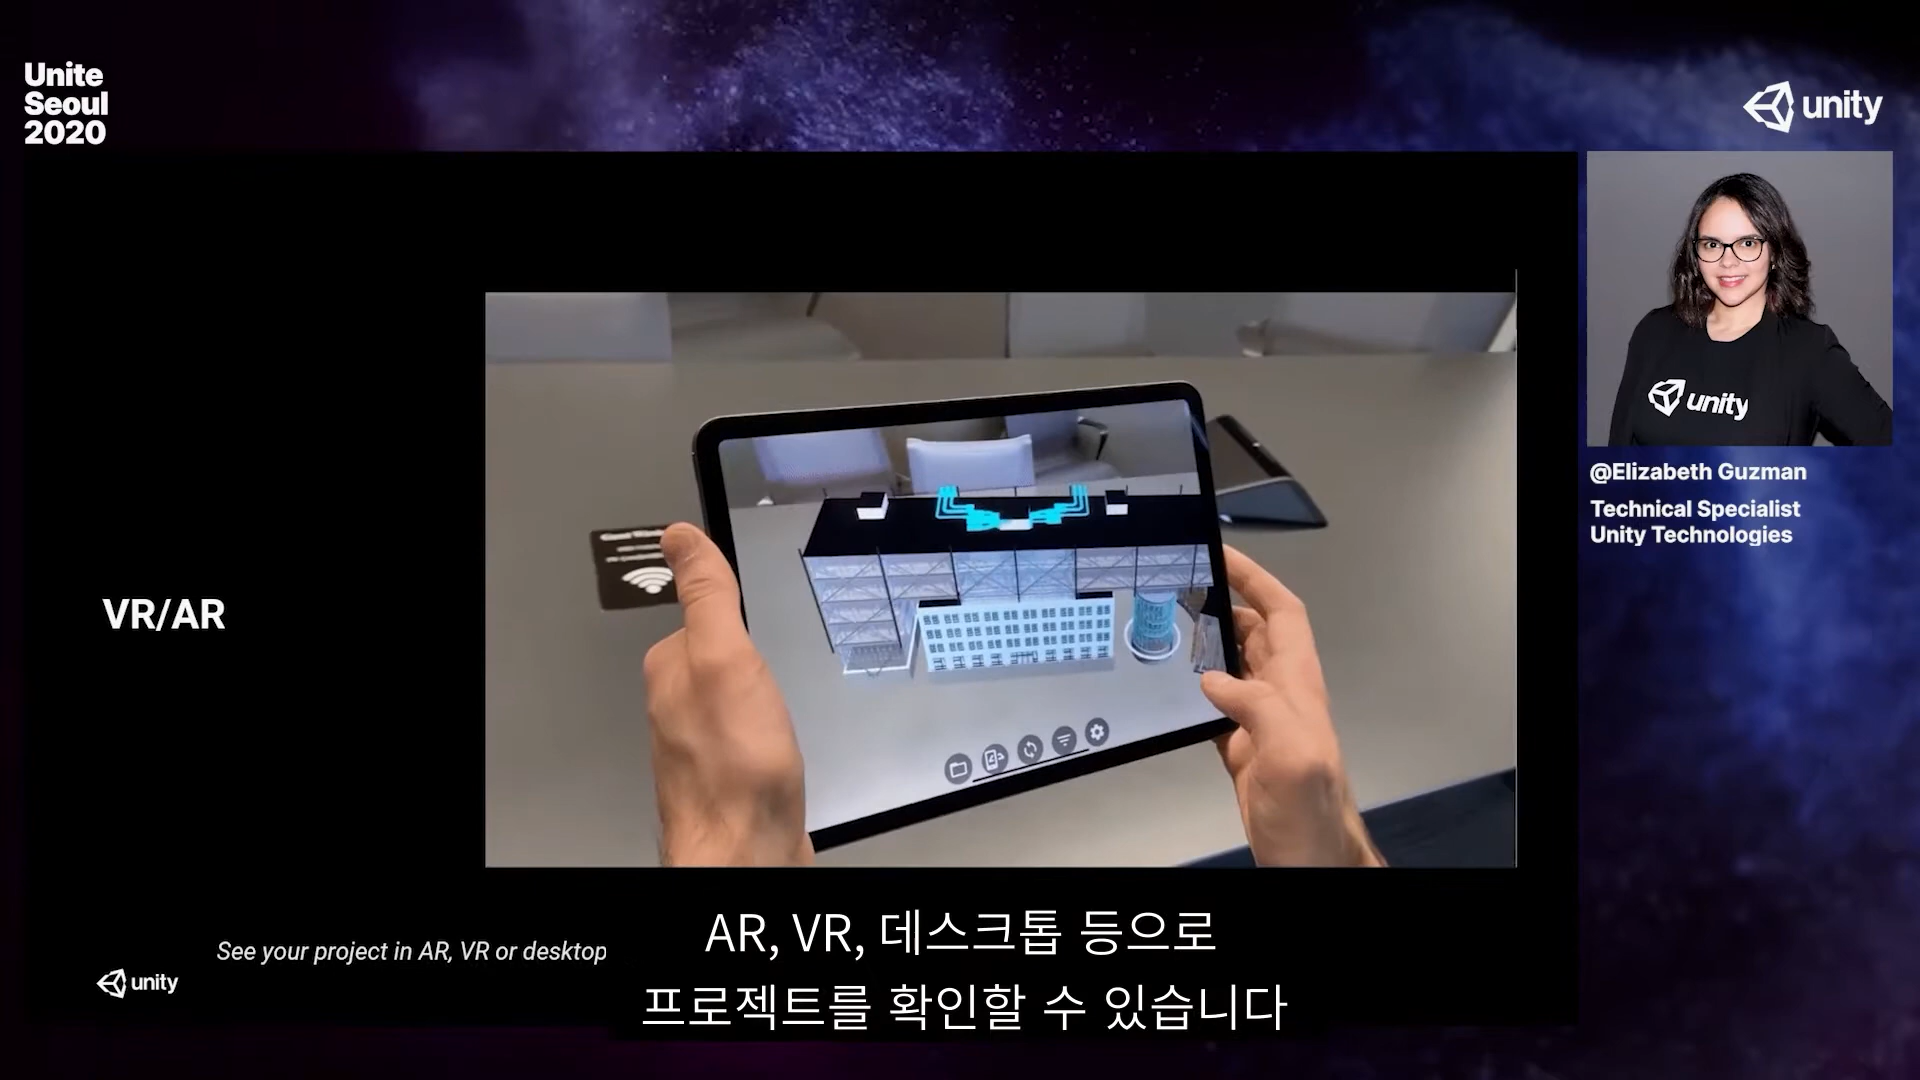 Unite
Seoul
2020
unity
unity
@Elizabeth Guzman
Technical Specialist
Unity Technologies
VR/AR
See your project in AR, VR or desktop
unity
AR, VR, 데스크톱 등으로
프로젝트를 확인할 수 있습니다